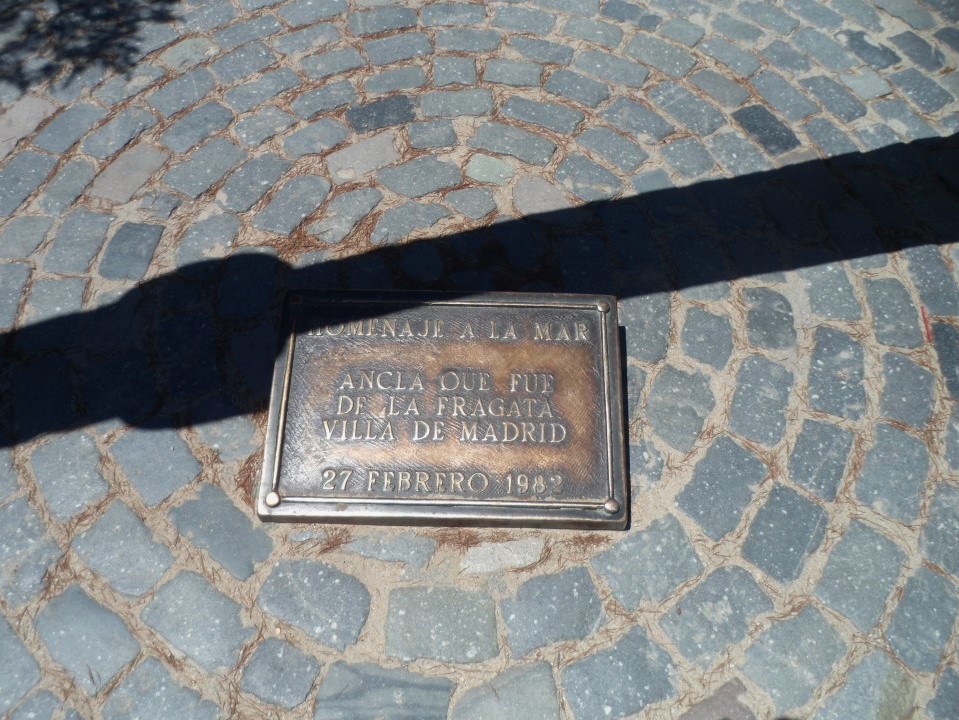 HOMENAJE A LA MAR
ANCLA QUE FUE
DE LA FRAGATA
VILLA DE MADRID
27 FEBRERO 1982